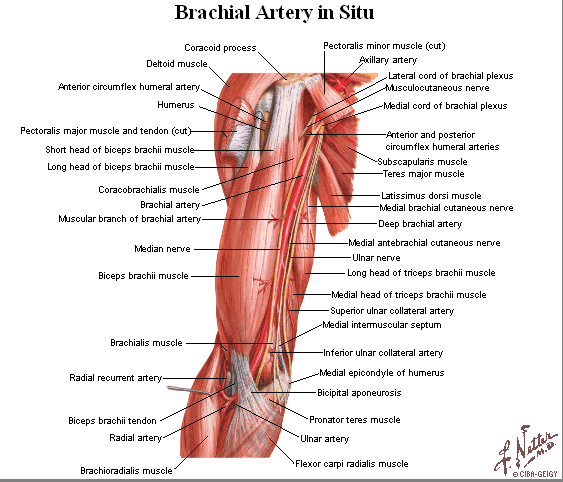 Brachial Artery in Situ
Coracoid process
Deltoid muscle
Anterior circumflex humeral artery
Humerus
Pectoralis major muscle and tendon (cut)
Short head of biceps brachii muscle
Long head of biceps brachii muscle
Coracobrachialis muscle
Brachial artery
Muscular branch of brachial artery
Median nerve
Biceps brachii muscle
Brachialis muscle
Radial recurrent artery
Biceps brachii tendon
Radial artery
Brachioradialis muscle
Pectoralis minor muscle (cut)
Axillary artery
Lateral cord of brachial plexus
Musculocutaneous nerve
Medial cord of brachial plexus
Anterior and posterior
circumflex humeral arteries
Subscapularis muscle
Teres major muscle
Latissimus dorsi muscle
Medial brachial cutaneous nerve
Deep brachial artery
Medial antebrachial cutaneous nerve
Ulnar nerve
Long head of triceps brachii muscle
Medial head of triceps brachii muscle
Superior ulnar collateral artery
Medial intermuscular septum
Inferior ulnar collateral artery
Medial epicondyle of humerus
Bicipital aponeurosis
Pronator teres muscle
Ulnar artery
Flexor carpi radialis muscle
F. Netter M.D.
© CIBA-GEIGY